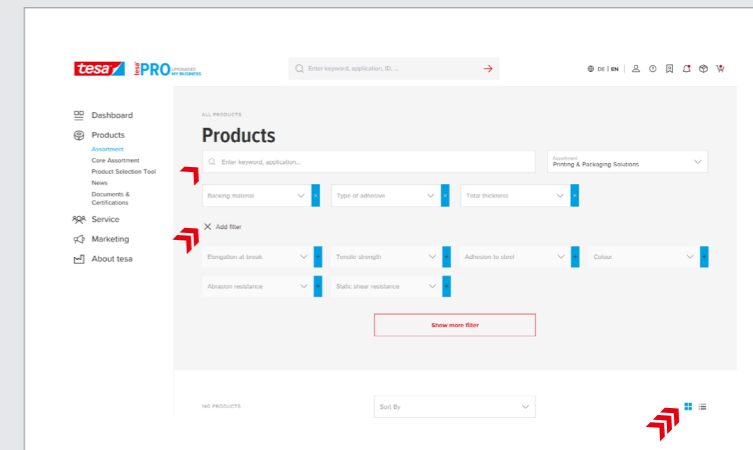 tesa
tesa PRO UPGRADES MY BUSINESS
Enter keyword, application, ID, ...
DE | EN
Dashboard
Products
Assortment
Core Assortment
Product Selection Tool
News
Documents &
Certifications
Service
Marketing
About tesa
ALL PRODUCTS
Products
Enter keyword, application...
Assortment
Printing & Packaging Solutions
Backing material
Type of adhesive
Total thickness
Add filter
Elongation at break
Tensile strength
Adhesion to steel
Colour
Abrasion resistance
Static shear resistance
Show more filter
PRODUCTS
Sort By